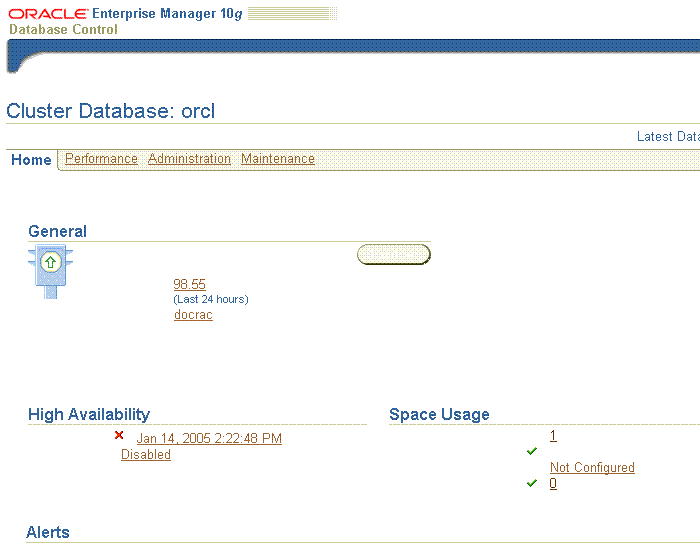 ORACLE Enterprise Manager 10g
Database Control
Cluster Database: orcl
Latest Data
Home Performance Administration Maintenance
General
98.55
(Last 24 hours)
docrac
High Availability Space Usage
Jan 14, 2005 2:22:48 PM 1
Disabled
Not Configured
0
Alerts